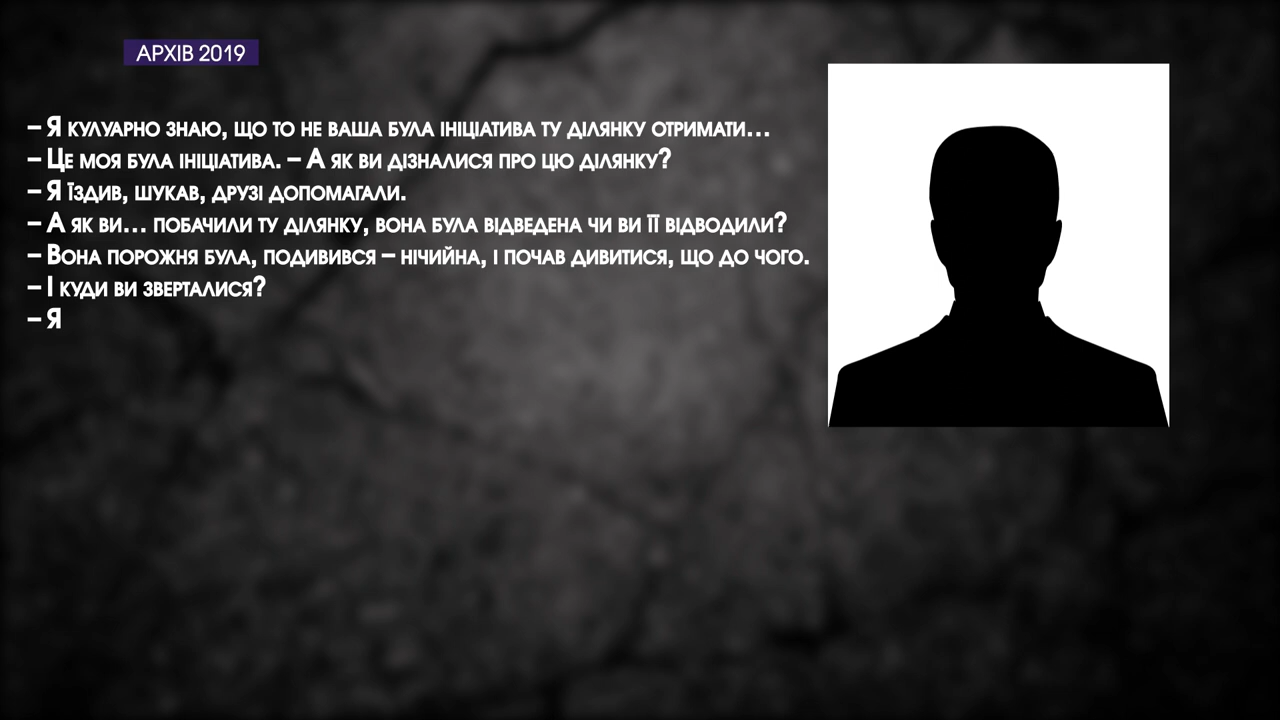 АРХІВ 2019
– Я КУЛУАРНО ЗНАЮ, ЩО ТО НЕ ВАША БУЛА ІНІЦІАТИВА ТУ ДІЛЯНКУ ОТРИМАТИ...
– ЦЕ МОЯ БУЛА ІНІЦІАТИВА. – А ЯК ВИ ДІЗНАЛИСЯ ПРО ЦЮ ДІЛЯНКУ?
– Я ЇЗДИВ, ШУКАВ, ДРУЗІ ДОПОМАГАЛИ.
– А ЯК ВИ... ПОБАЧИЛИ ТУ ДІЛЯНКУ, ВОНА БУЛА ВІДВЕДЕНА ЧИ ВИ ЇЇ ВІДВОДИЛИ?
– ВОНА ПОРОЖНЯ БУЛА, ПОДИВИВСЯ – НІЧИЙНА, І ПОЧАВ ДИВИТИСЯ, ЩО ДО ЧОГО.
– І КУДИ ВИ ЗВЕРТАЛИСЯ?
– Я